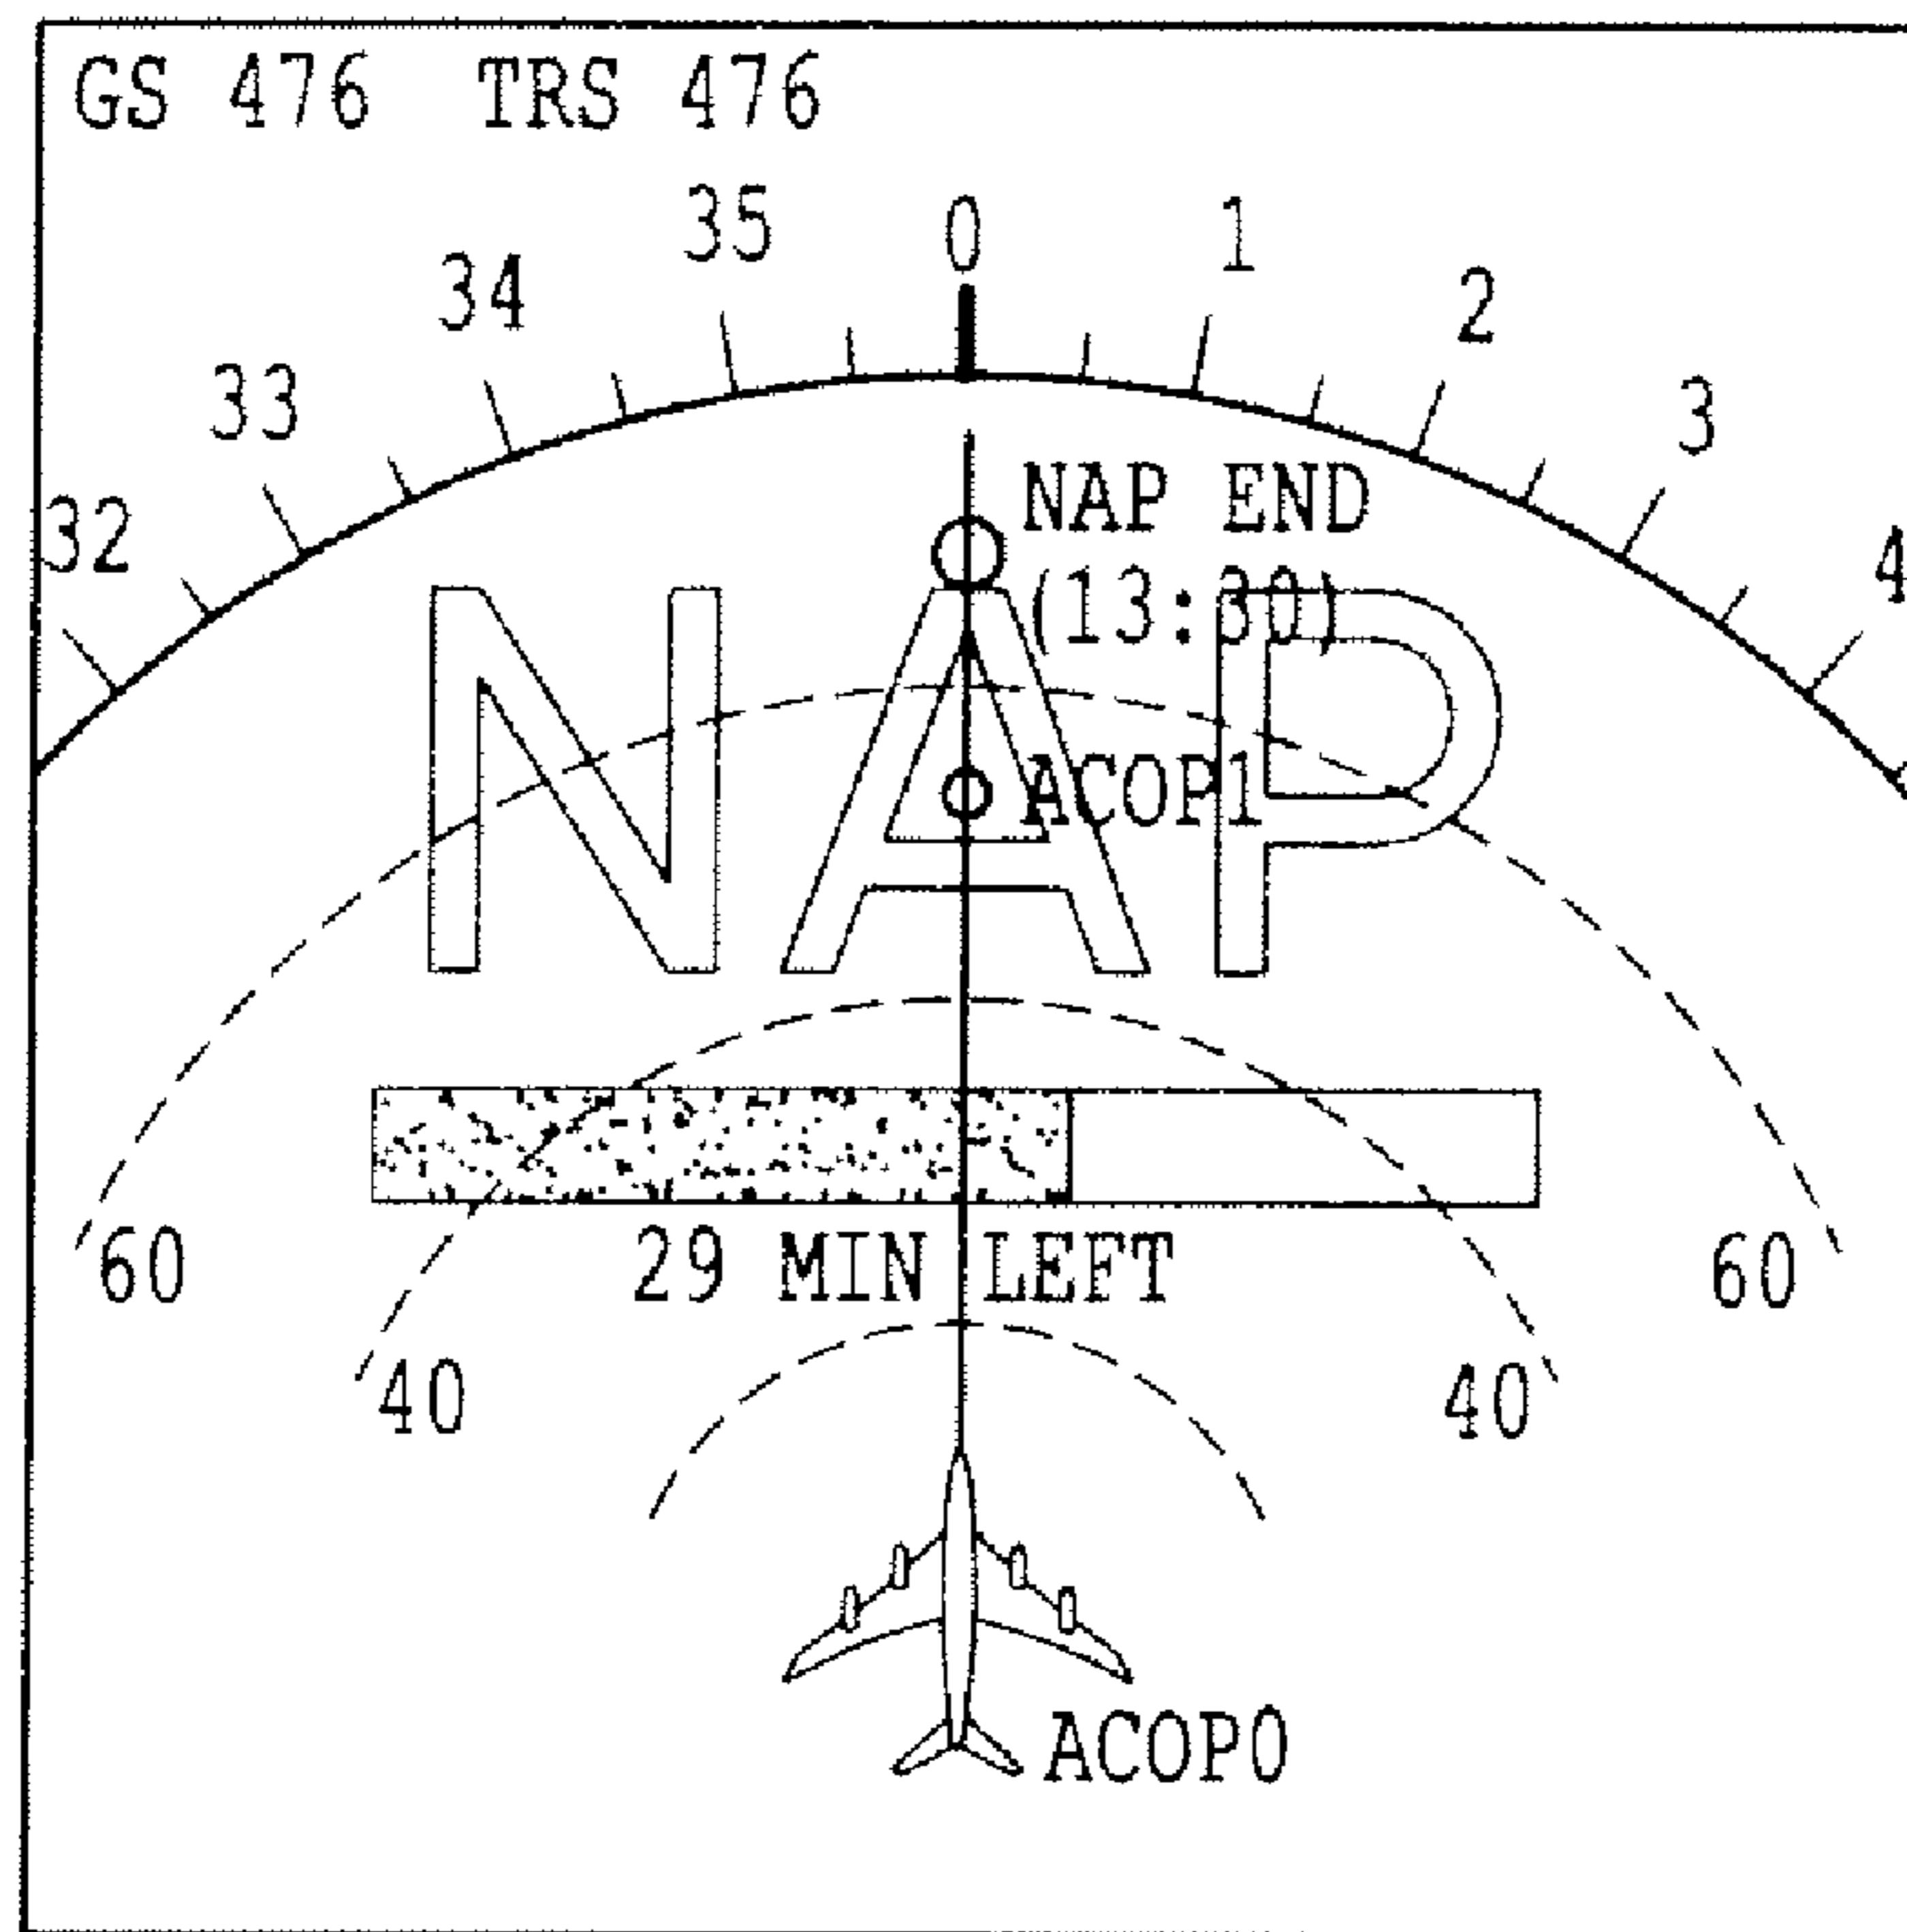 GS 476 TRS 476
32 33 34 35 0 1 2 3 4
NAP END
(13:30)
NAP
ACOP1
60 29 MIN LEFT 60
40 40
ACOP0